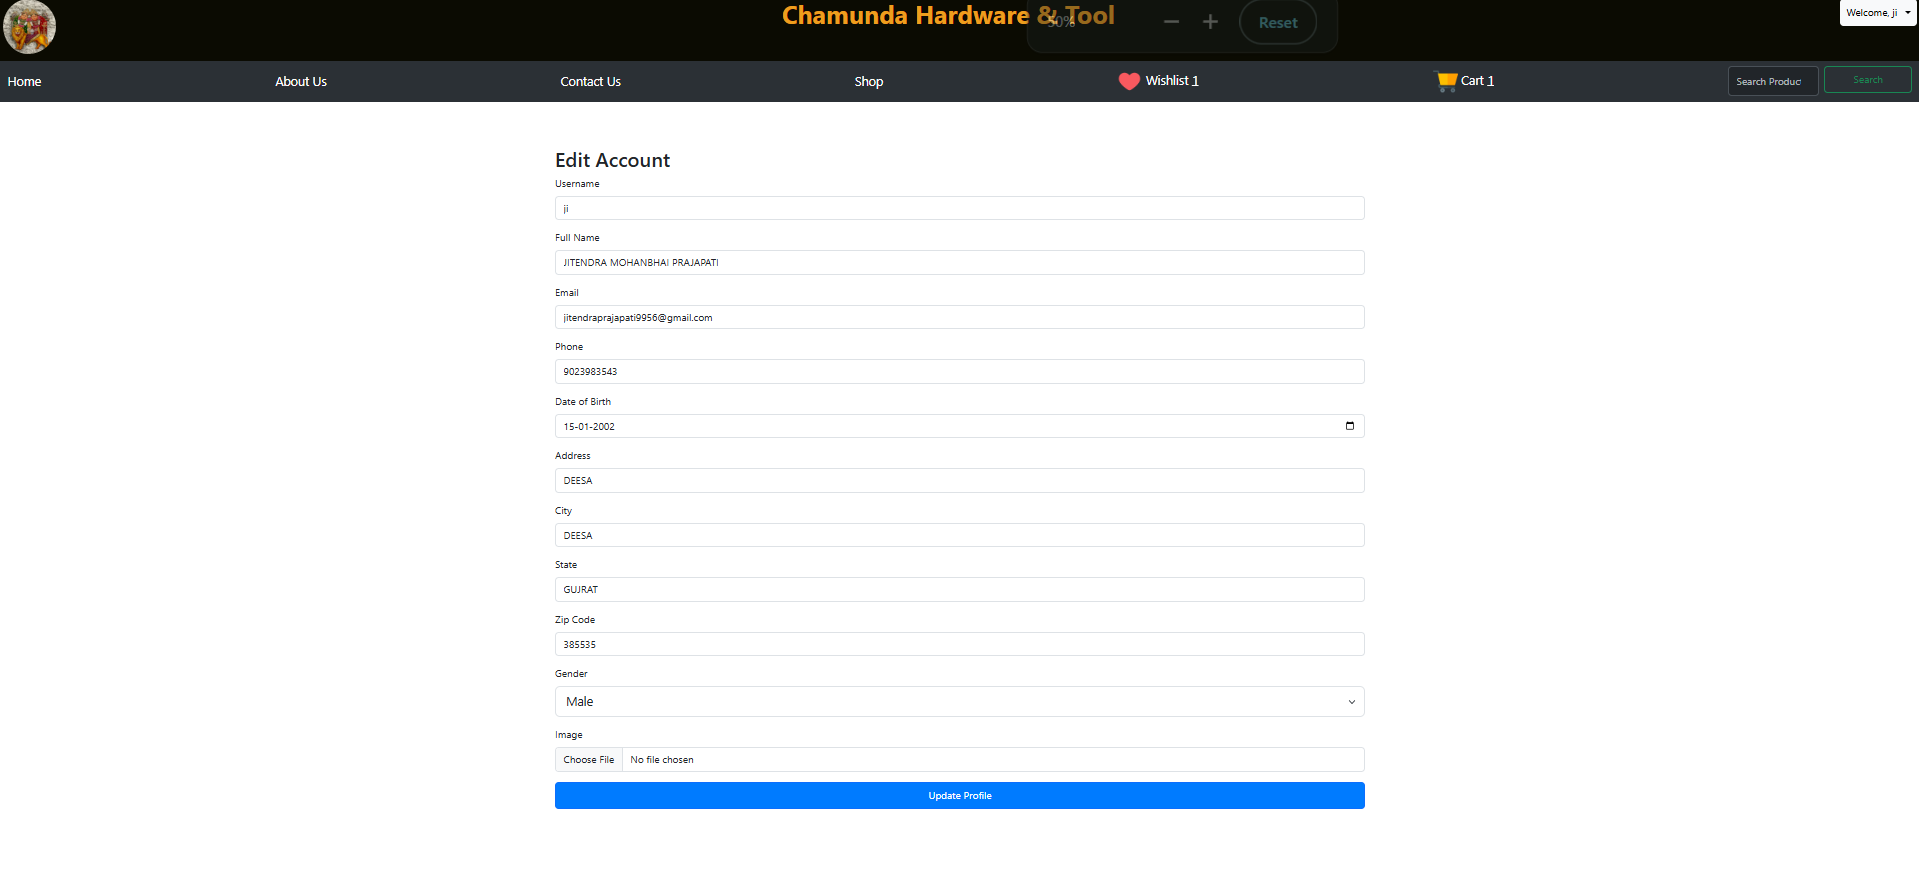 Chamunda Hardware & Tool
50%
Reset
Welcome, ji
Home
About Us
Contact Us
Shop
Wishlist 1
Cart 1
Search Produc
Search
Edit Account
Username
ji
Full Name
JITENDRA MOHANBHAI PRAJAPATI
Email
jitendraprajapati9956@gmail.com
Phone
9023983543
Date of Birth
15-01-2002
Address
DEESA
City
DEESA
State
GUJRAT
Zip Code
385535
Gender
Male
Image
Choose File No file chosen
Update Profile